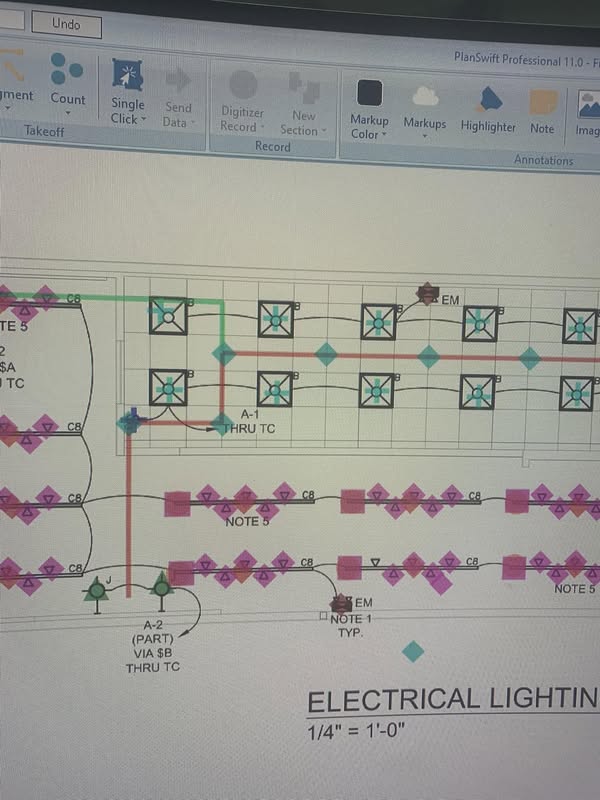 Undo
PlanSwift Professional 11.0 - F
gment
Count
Single
Click
Send
Data
Digitizer
Record
New
Section
Markup
Color
Markups
Highlighter
Note
Imag
Takeoff
Record
Annotations
C8
B
B
B
B
B
EM
TE 5
2
$A
J TC
B
B
B
B
A-1
THRU TC
C8
C8
C8
C8
NOTE 5
C8
C8
C8
J
EM
NOTE 1
TYP.
NOTE 5
A-2
(PART)
VIA $B
THRU TC
ELECTRICAL LIGHTIN
1/4" = 1'-0"